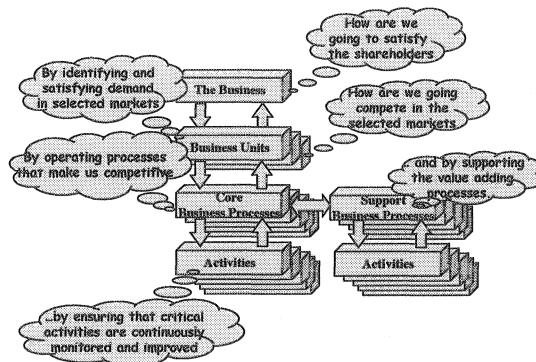 How are we
going to satisfy
the shareholders
By identifying and
satisfying demand
in selected markets
The Business
How are we going
compete in the
selected markets
Business Units
By operating processes
that make us competitive
and by supporting
the value adding
processes...
Core
Business Processes
Support
Business Processes
Activities
Activities
...by ensuring that critical
activities are continuously
monitored and improved